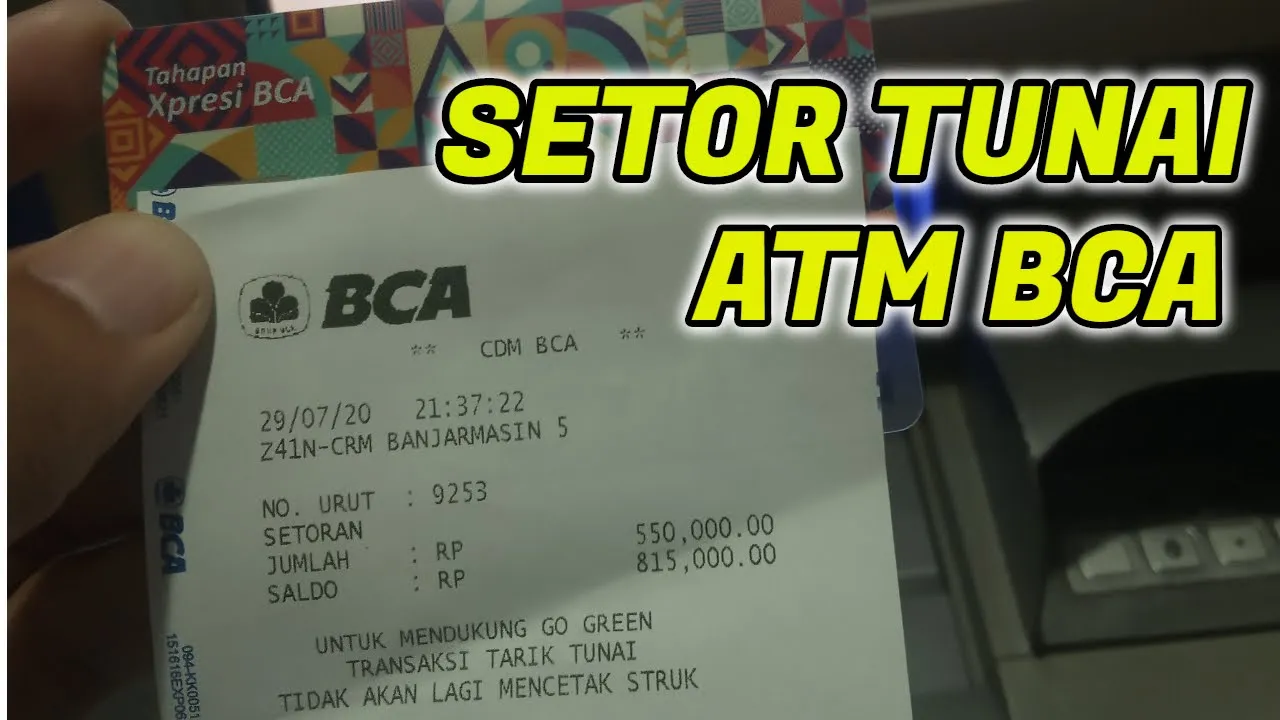 Tahapan
Xpresi BCA
SETOR TUNAI
ATM BCA
BCA
** CDM BCA **
29/07/20 21:37:22
Z41N-CRM BANJARMASIN 5
NO. URUT : 9253
SETORAN
JUMLAH : RP 550,000.00
SALDO : RP 815,000.00
UNTUK MENDUKUNG GO GREEN
TRANSAKSI TARIK TUNAI
TIDAK AKAN LAGI MENCETAK STRUK
BCA